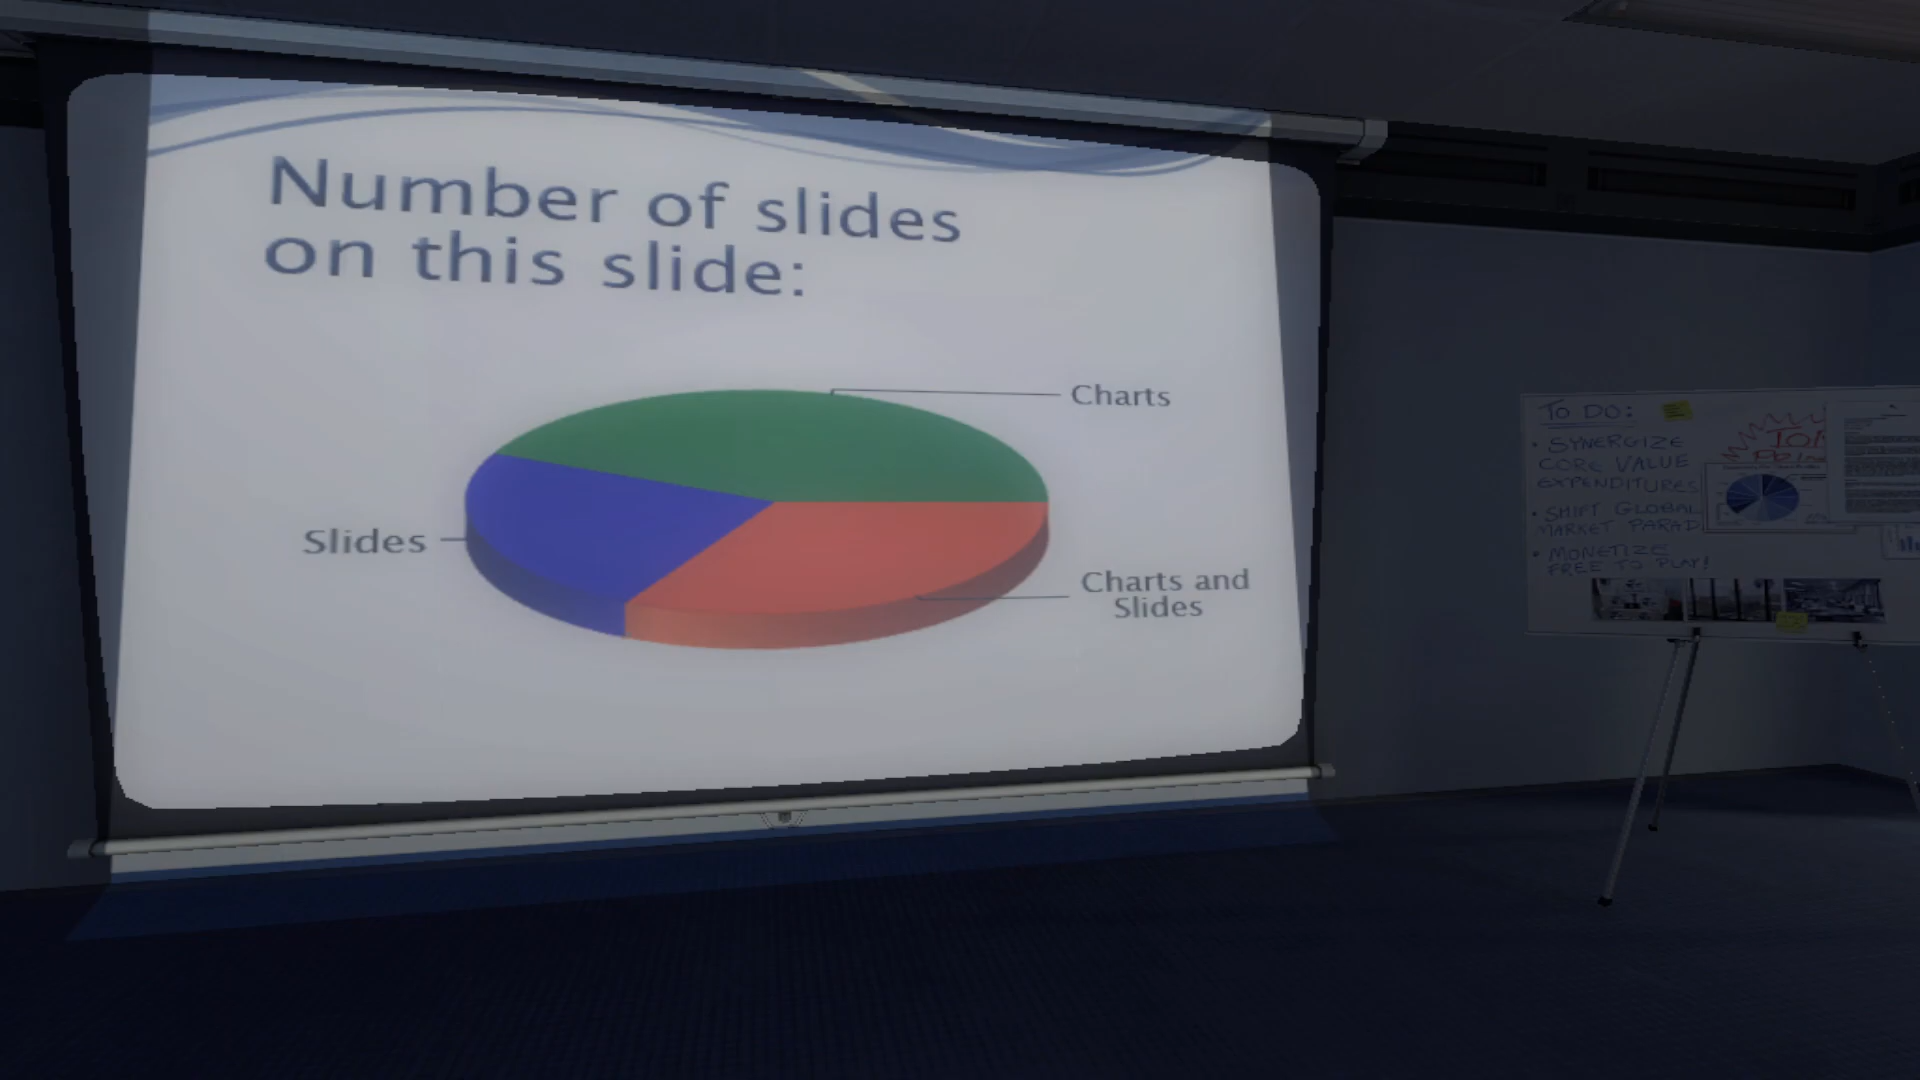 Number of slides
on this slide:
Charts
Slides
Charts and
Slides
TO DO:
• SYNERGIZE
CORE VALUE
EXPENDITURES
• SHIFT GLOBAL
MARKET PARAD
• MONETIZE
FREE TO PLAY!